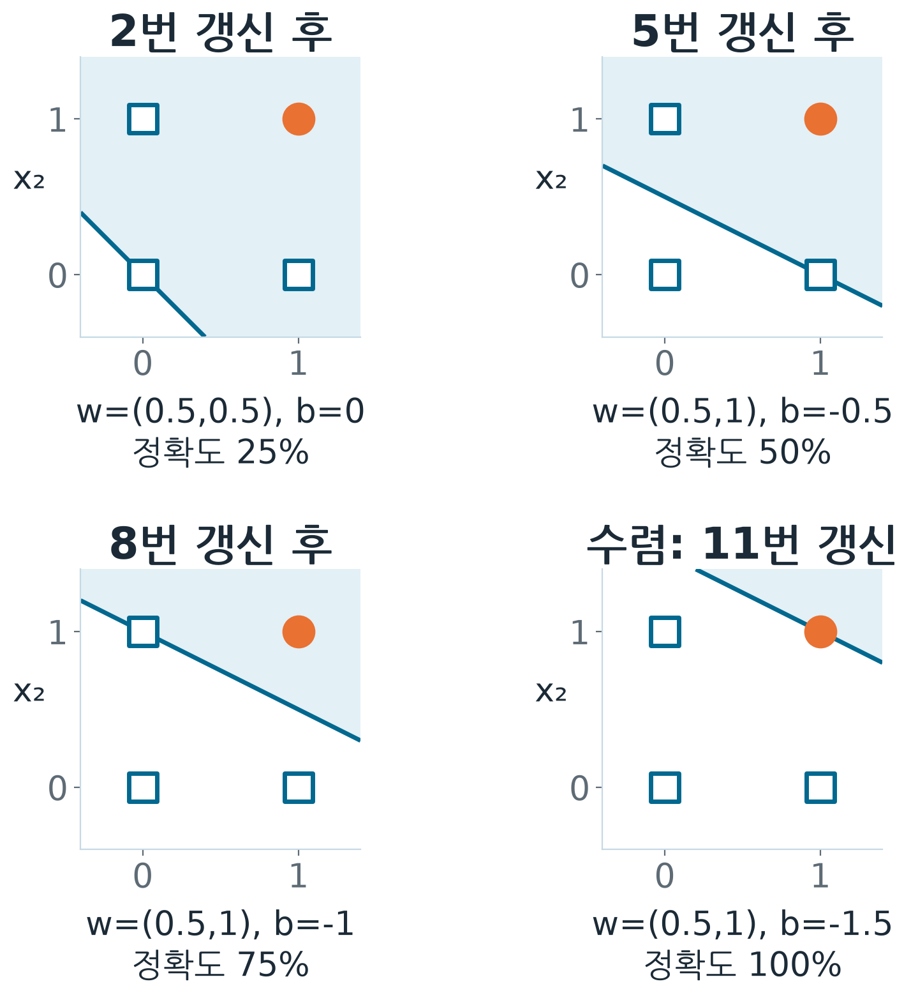 2번 갱신 후
1
x₂
0
0 1
w=(0.5,0.5), b=0
정확도 25%
5번 갱신 후
1
x₂
0
0 1
w=(0.5,1), b=-0.5
정확도 50%
8번 갱신 후
1
x₂
0
0 1
w=(0.5,1), b=-1
정확도 75%
수렴: 11번 갱신
1
x₂
0
0 1
w=(0.5,1), b=-1.5
정확도 100%